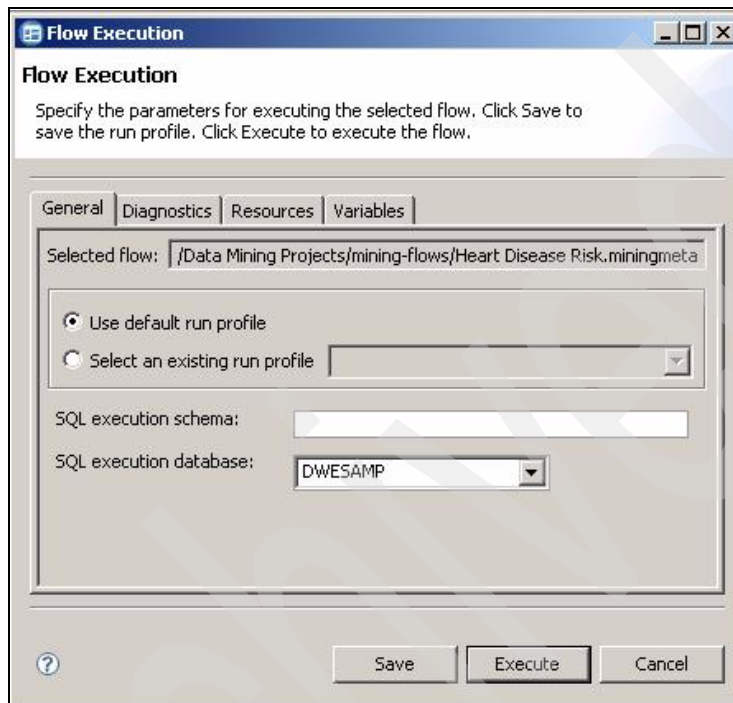 Flow Execution
Flow Execution
Specify the parameters for executing the selected flow. Click Save to
save the run profile. Click Execute to execute the flow.
General Diagnostics Resources Variables
Selected flow: /Data Mining Projects/mining-flows/Heart Disease Risk.miningmeta
Use default run profile
Select an existing run profile
SQL execution schema:
SQL execution database: DWESAMP
? Save Execute Cancel